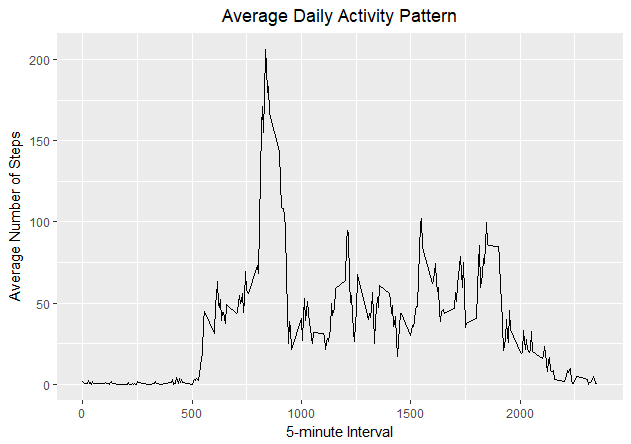 Average Daily Activity Pattern
Average Number of Steps
200
150
100
50
0
0 500 1000 1500 2000
5-minute Interval